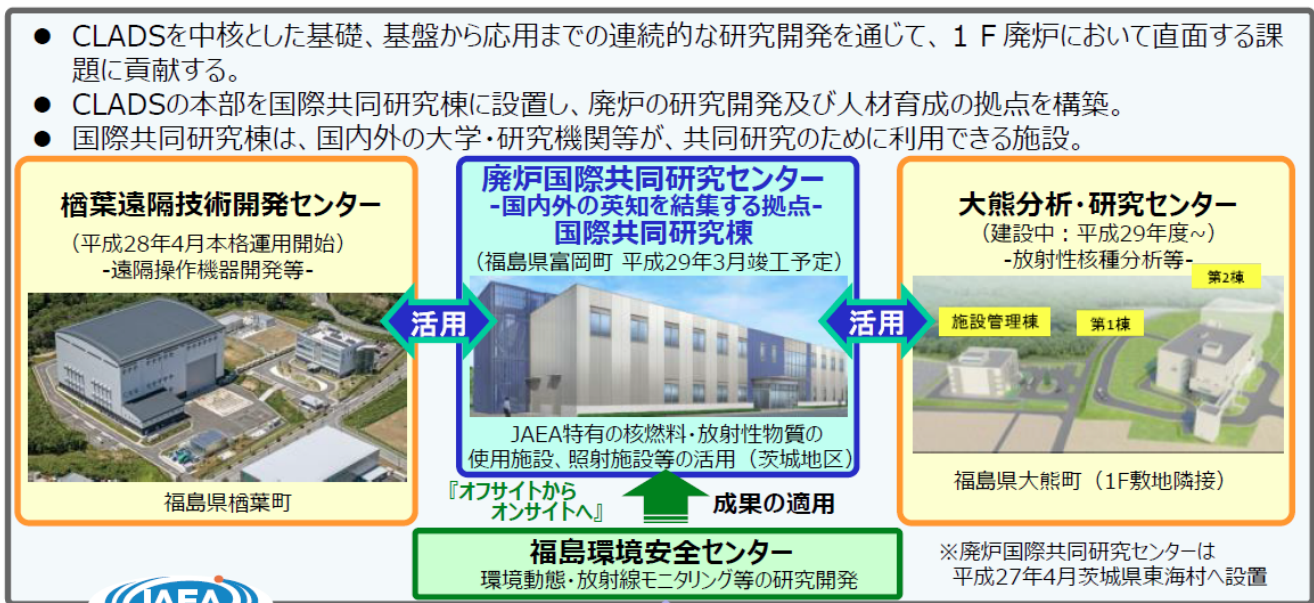 ● CLADSを中核とした基礎、基盤から応用までの連続的な研究開発を通じて、１Ｆ廃炉において直面する課
題に貢献する。
● CLADSの本部を国際共同研究棟に設置し、廃炉の研究開発及び人材育成の拠点を構築。
● 国際共同研究棟は、国内外の大学・研究機関等が、共同研究のために利用できる施設。
楢葉遠隔技術開発センター
（平成28年4月本格運用開始）
-遠隔操作機器開発等-
福島県楢葉町
活用
廃炉国際共同研究センター
-国内外の英知を結集する拠点-
国際共同研究棟
（福島県富岡町 平成29年3月竣工予定）
JAEA特有の核燃料・放射性物質の
使用施設、照射施設等の活用（茨城地区）
活用
大熊分析・研究センター
（建設中：平成29年度~）
-放射性核種分析等-
第2棟
施設管理棟
第1棟
福島県大熊町（1F敷地隣接）
『オフサイトから
オンサイトへ』
成果の適用
福島環境安全センター
環境動態・放射線モニタリング等の研究開発
※廃炉国際共同研究センターは
平成27年4月茨城県東海村へ設置
JAEA